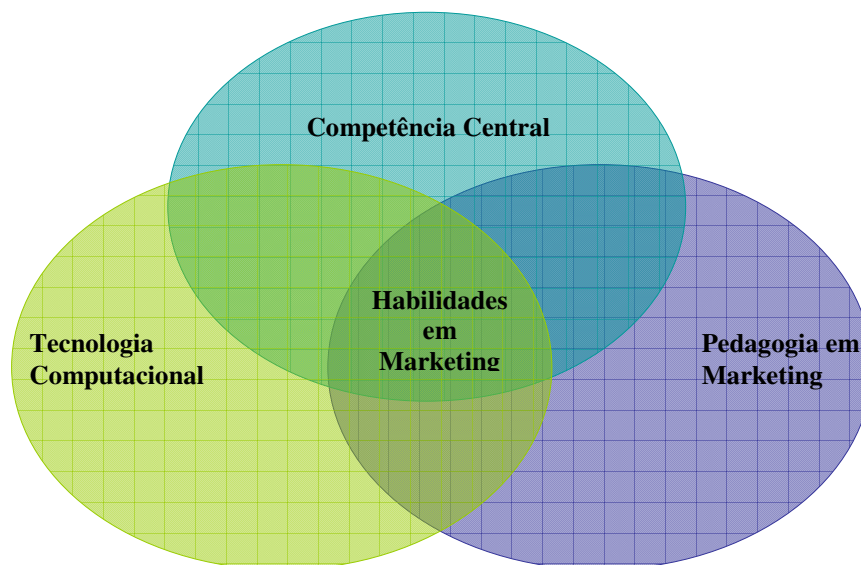 Competência Central
Habilidades
em
Marketing
Tecnologia
Computacional
Pedagogia em
Marketing